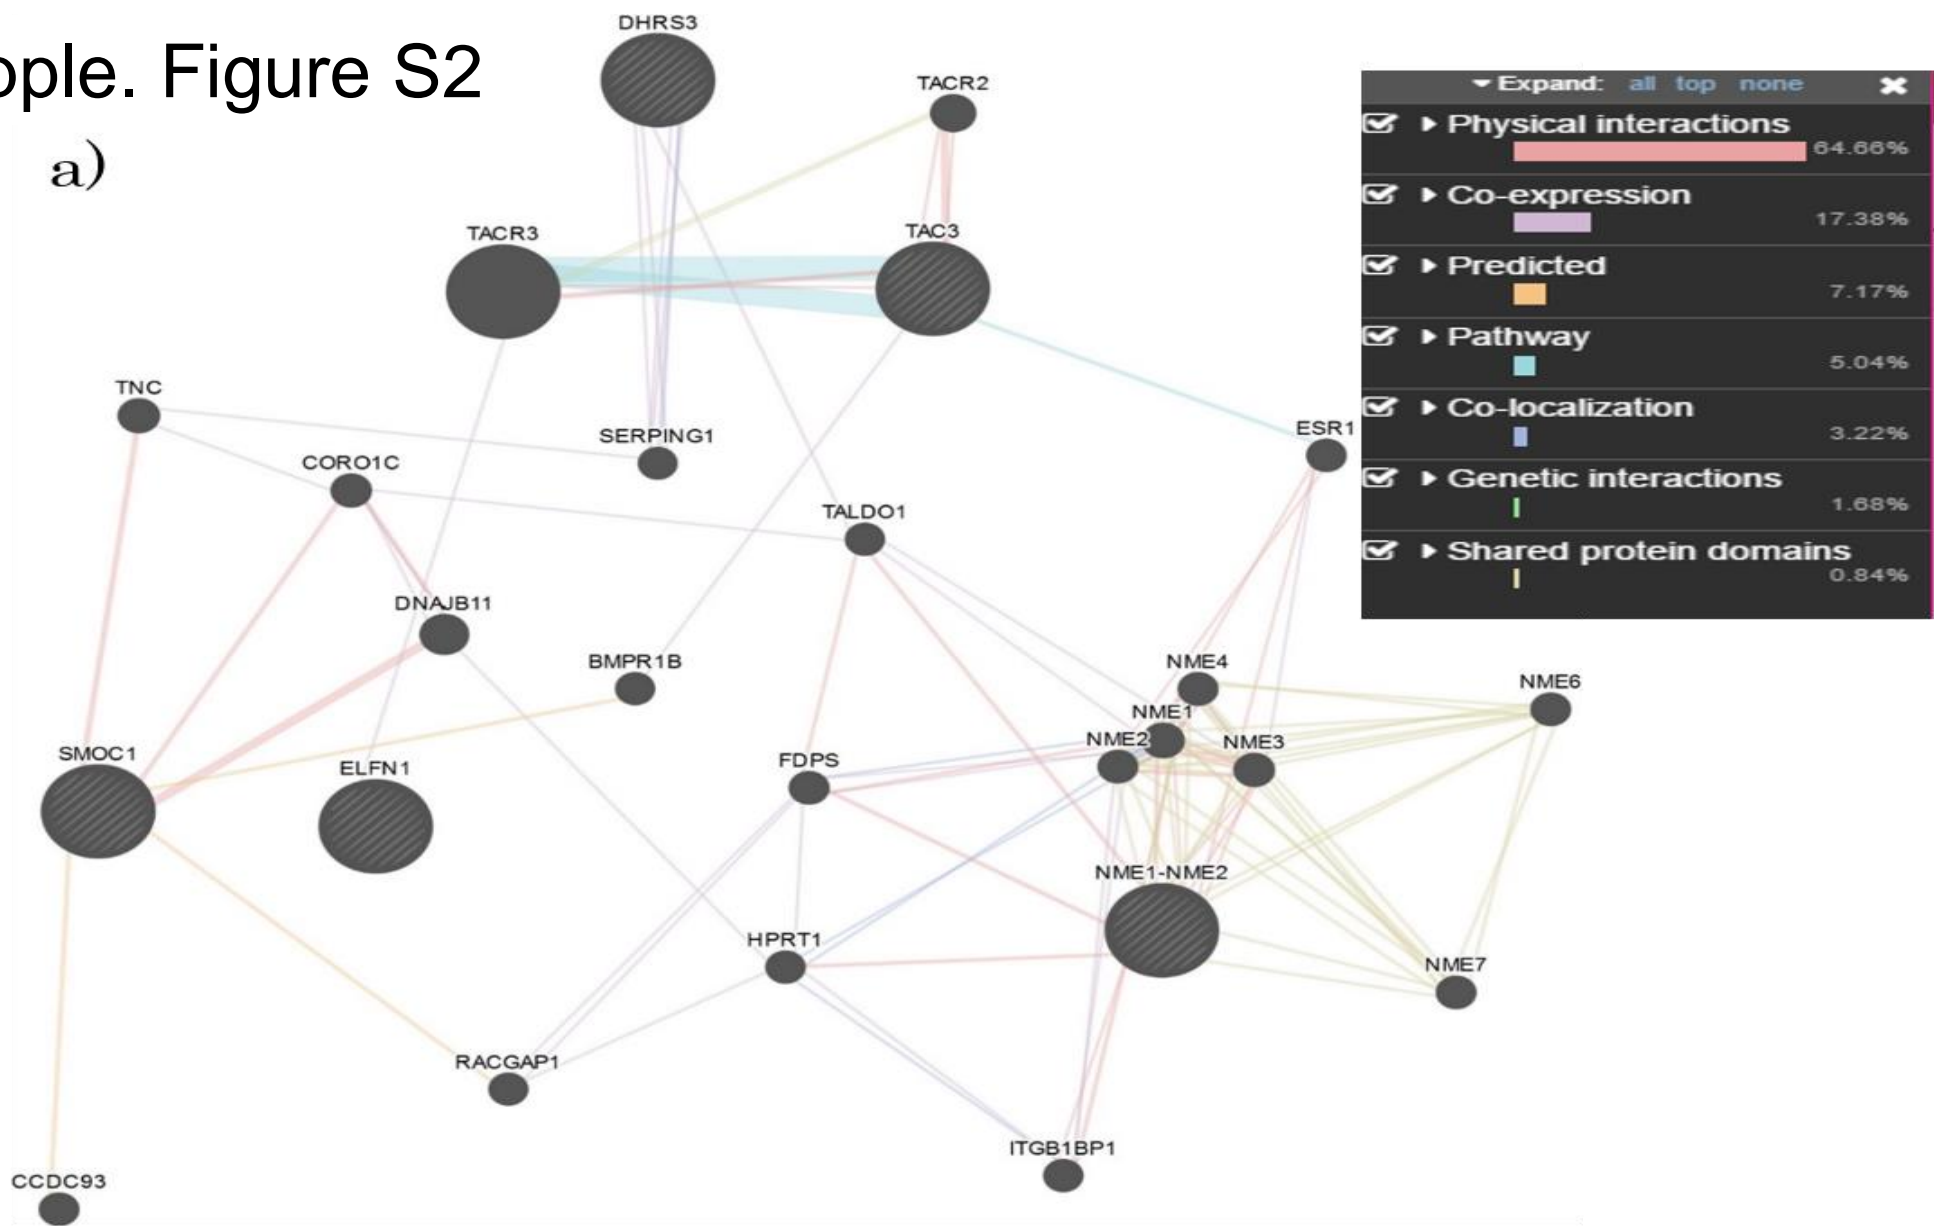 ople. Figure S2
a)
DHRS3
TACR2
TACR3
TAC3
TNC
SERPING1
ESR1
CORO1C
TALDO1
DNAJB11
BMPR1B
NME4
NME6
NME1
NME2
NME3
SMOC1
ELFN1
FDPS
NME1-NME2
HPRT1
NME7
RACGAP1
ITGB1BP1
CCDC93
Expand: all top none
Physical interactions
64.66%
Co-expression
17.38%
Predicted
7.17%
Pathway
5.04%
Co-localization
3.22%
Genetic interactions
1.68%
Shared protein domains
0.84%